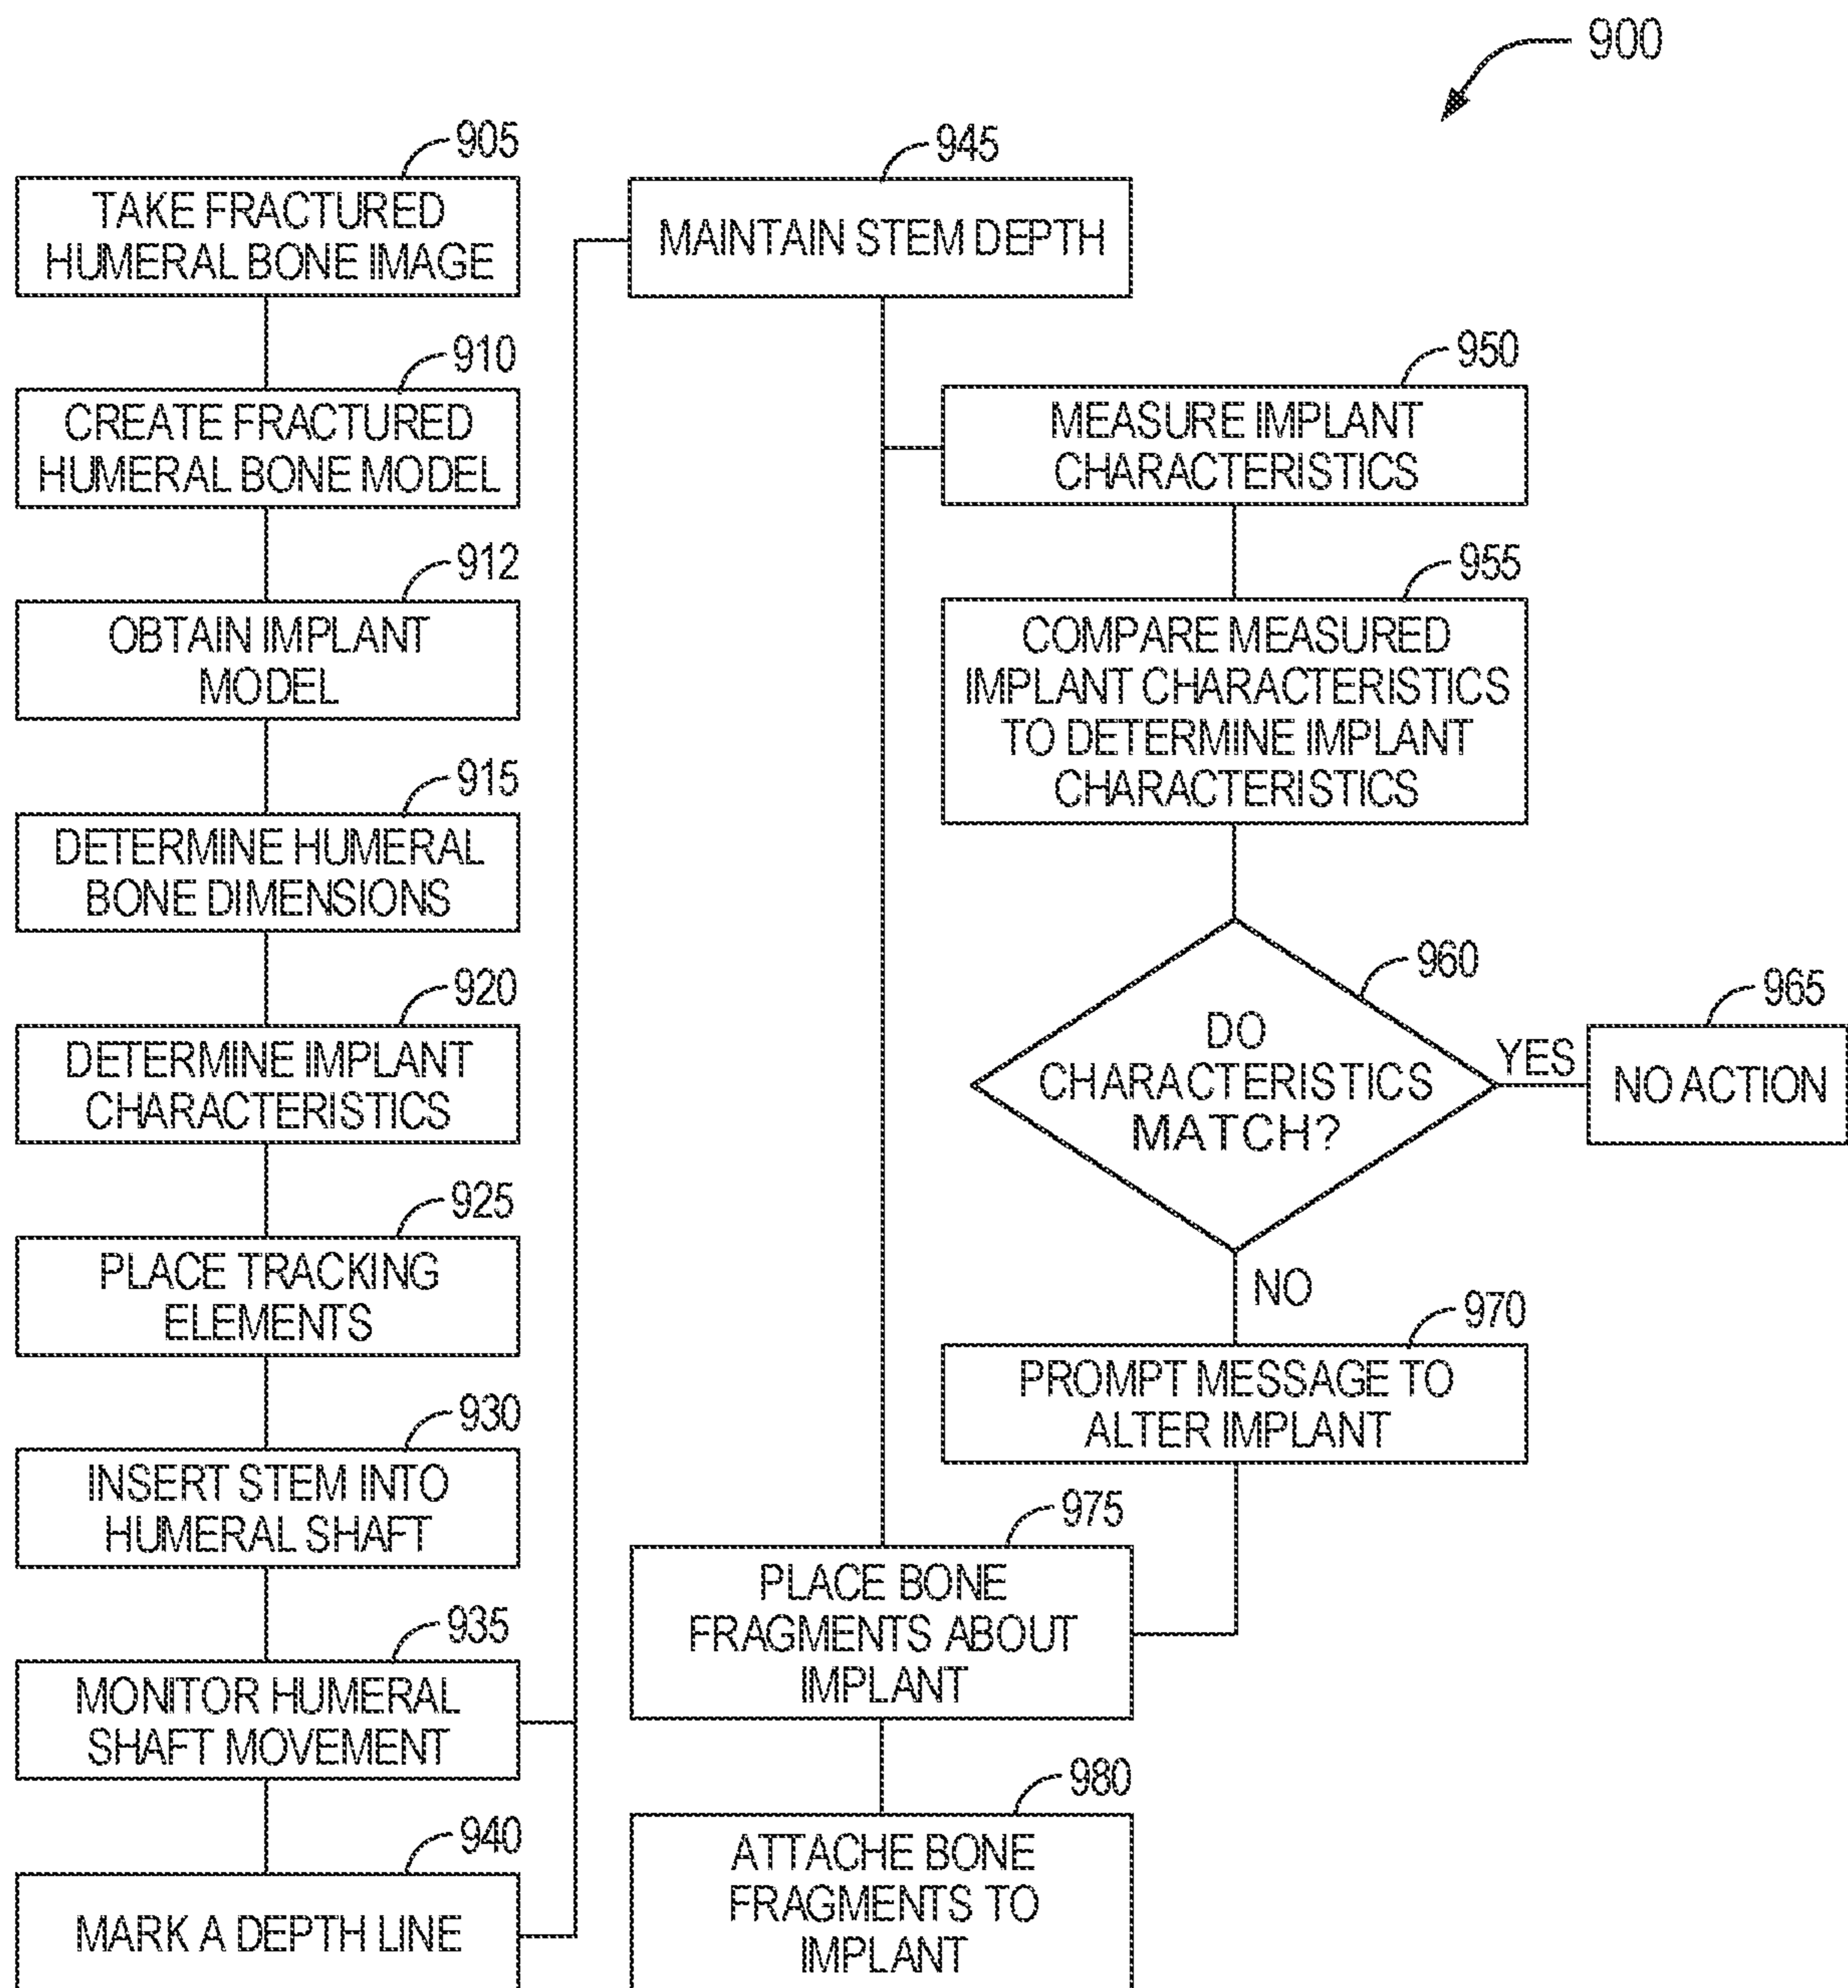 900
905
TAKE FRACTURED
HUMERAL BONE IMAGE
910
CREATE FRACTURED
HUMERAL BONE MODEL
912
OBTAIN IMPLANT
MODEL
915
DETERMINE HUMERAL
BONE DIMENSIONS
920
DETERMINE IMPLANT
CHARACTERISTICS
925
PLACE TRACKING
ELEMENTS
930
INSERT STEM INTO
HUMERAL SHAFT
935
MONITOR HUMERAL
SHAFT MOVEMENT
940
MARK A DEPTH LINE
945
MAINTAIN STEM DEPTH
950
MEASURE IMPLANT
CHARACTERISTICS
955
COMPARE MEASURED
IMPLANT CHARACTERISTICS
TO DETERMINE IMPLANT
CHARACTERISTICS
960
DO
CHARACTERISTICS
MATCH?
YES
965
NO ACTION
NO
970
PROMPT MESSAGE TO
ALTER IMPLANT
975
PLACE BONE
FRAGMENTS ABOUT
IMPLANT
980
ATTACHE BONE
FRAGMENTS TO
IMPLANT